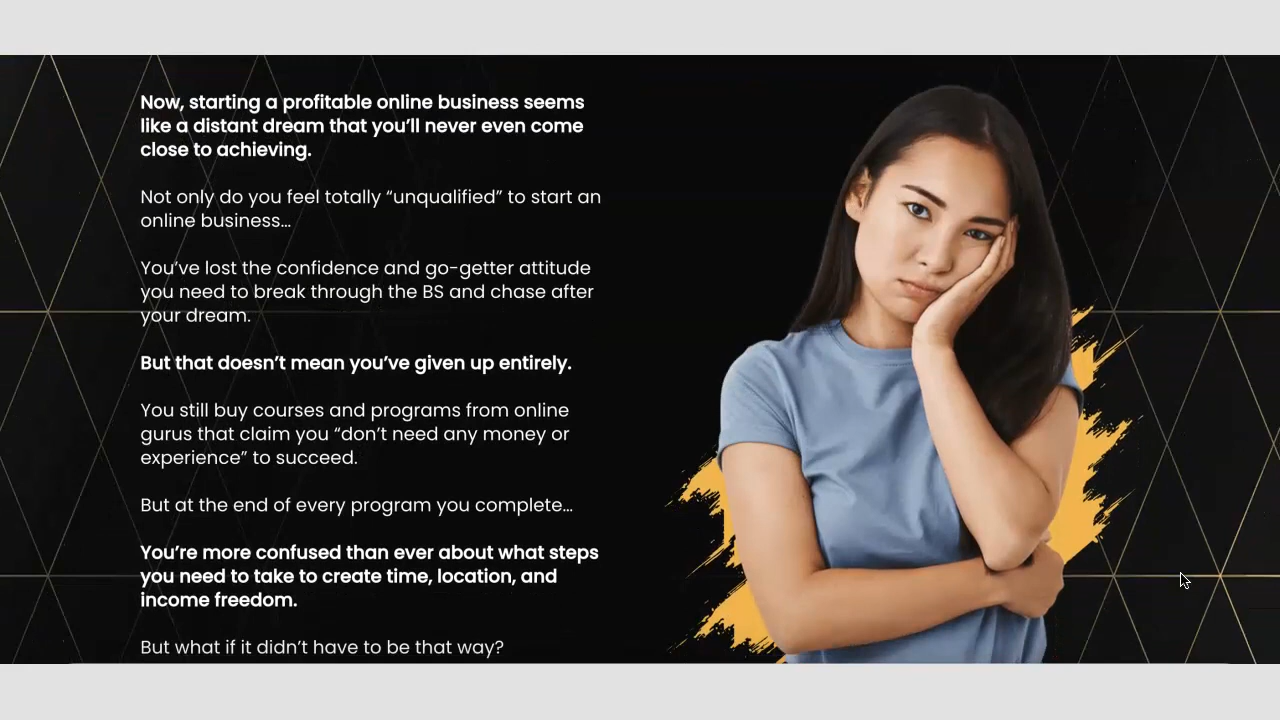 Now, starting a profitable online business seems
like a distant dream that you’ll never even come
close to achieving.
Not only do you feel totally “unqualified” to start an
online business…
You’ve lost the confidence and go-getter attitude
you need to break through the BS and chase after
your dream.
But that doesn’t mean you’ve given up entirely.
You still buy courses and programs from online
gurus that claim you “don’t need any money or
experience” to succeed.
But at the end of every program you complete…
You’re more confused than ever about what steps
you need to take to create time, location, and
income freedom.
But what if it didn’t have to be that way?